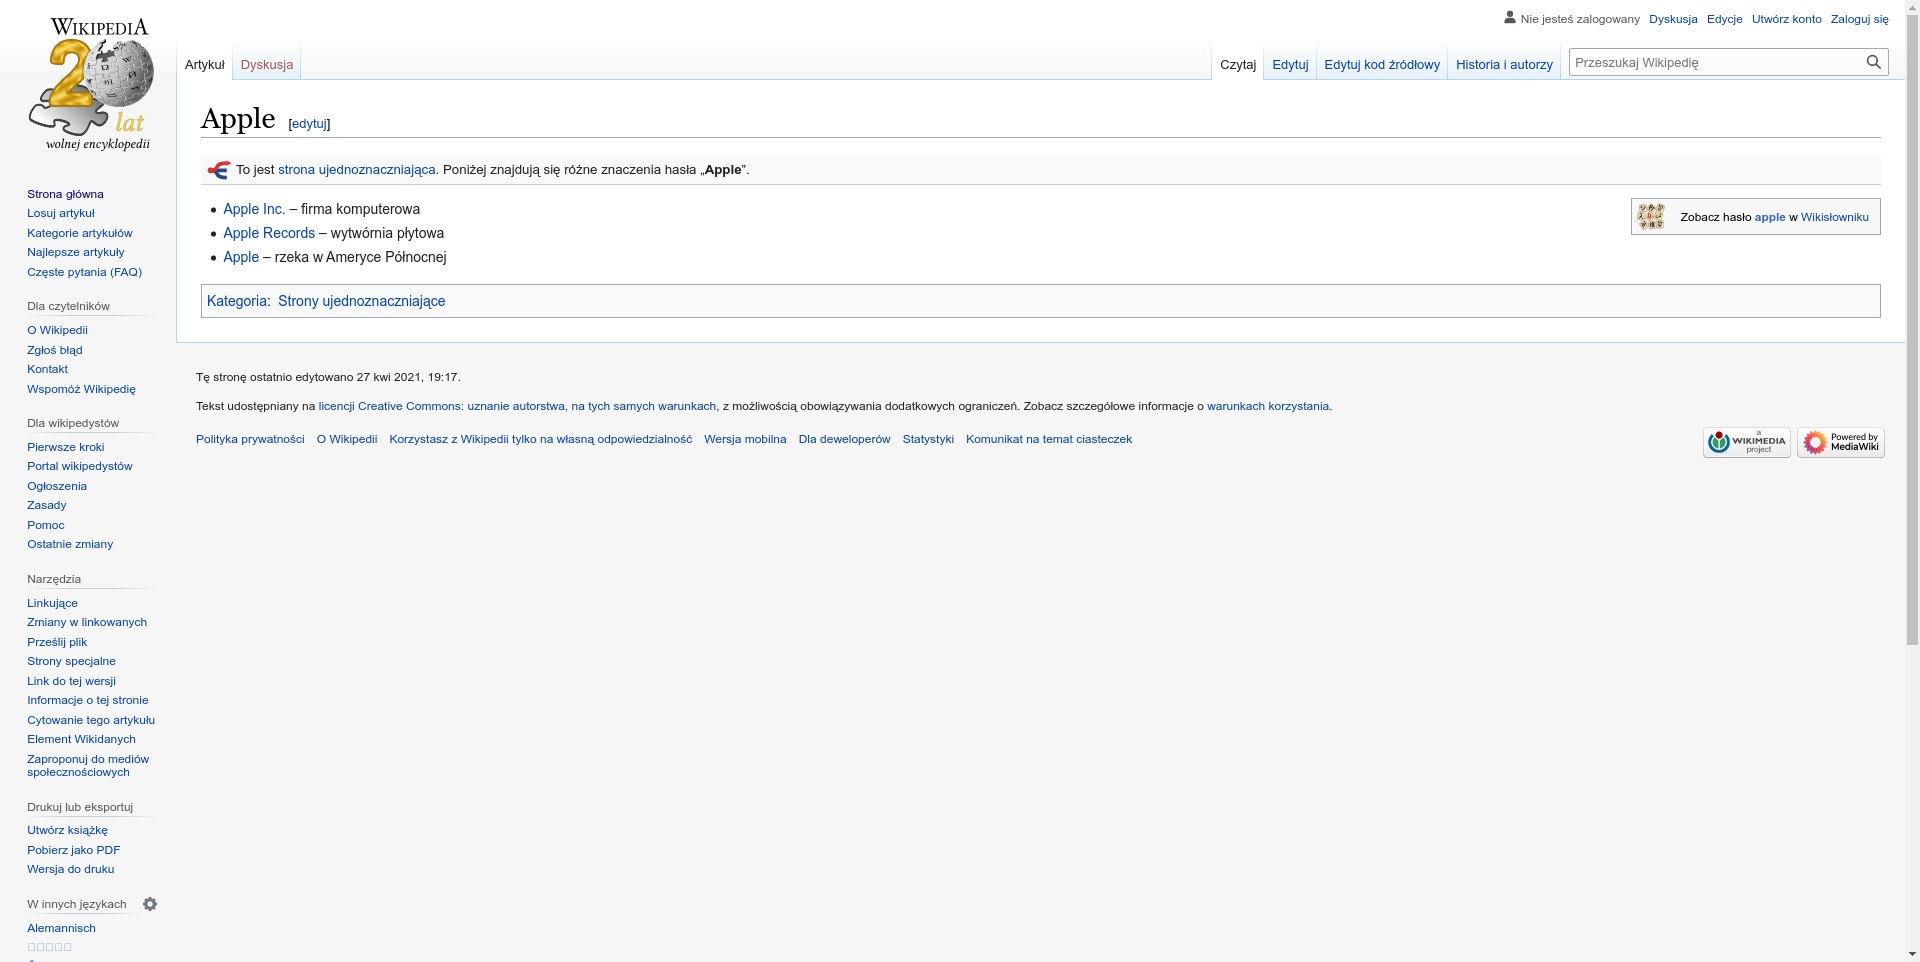 WIKIPEDIA
20
lat
wolnej encyklopedii
Nie jesteś zalogowany Dyskusja Edycje Utwórz konto Zaloguj się
Artykuł Dyskusja Czytaj Edytuj Edytuj kod źródłowy Historia i autorzy Przeszukaj Wikipedię
Strona główna
Losuj artykuł
Kategorie artykułów
Najlepsze artykuły
Częste pytania (FAQ)
Dla czytelników
O Wikipedii
Zgłoś błąd
Kontakt
Wspomóż Wikipedię
Dla wikipedystów
Pierwsze kroki
Portal wikipedystów
Ogłoszenia
Zasady
Pomoc
Ostatnie zmiany
Narzędzia
Linkujące
Zmiany w linkowanych
Prześlij plik
Strony specjalne
Link do tej wersji
Informacje o tej stronie
Cytowanie tego artykułu
Element Wikidanych
Zaproponuj do mediów
społecznościowych
Drukuj lub eksportuj
Utwórz książkę
Pobierz jako PDF
Wersja do druku
W innych językach
Alemannisch
Apple [edytuj]
To jest strona ujednoznaczniająca. Poniżej znajdują się różne znaczenia hasła „Apple”.
Apple Inc. – firma komputerowa
Apple Records – wytwórnia płytowa
Apple – rzeka w Ameryce Północnej
Zobacz hasło apple w Wikisłowniku
Kategoria: Strony ujednoznaczniające
Tę stronę ostatnio edytowano 27 kwi 2021, 19:17.
Tekst udostępniany na licencji Creative Commons: uznanie autorstwa, na tych samych warunkach, z możliwością obowiązywania dodatkowych ograniczeń. Zobacz szczegółowe informacje o warunkach korzystania.
Polityka prywatności O Wikipedii Korzystasz z Wikipedii tylko na własną odpowiedzialność Wersja mobilna Dla deweloperów Statystyki Komunikat na temat ciasteczek
a
WIKIMEDIA
project
Powered by
MediaWiki